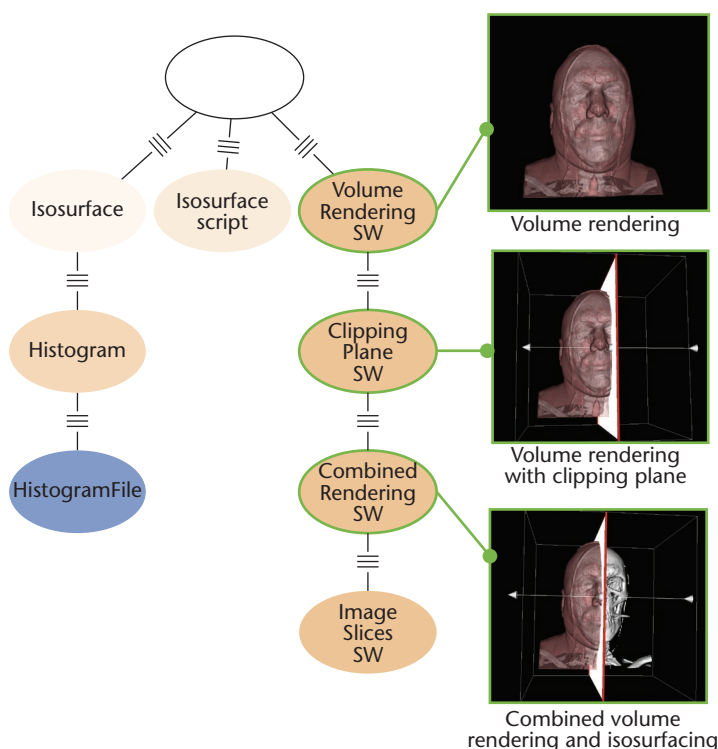 Isosurface
Isosurface
script
Volume
Rendering
SW
Volume rendering
Histogram
Clipping
Plane
SW
Volume rendering
with clipping plane
HistogramFile
Combined
Rendering
SW
Image
Slices
SW
Combined volume
rendering and isosurfacing